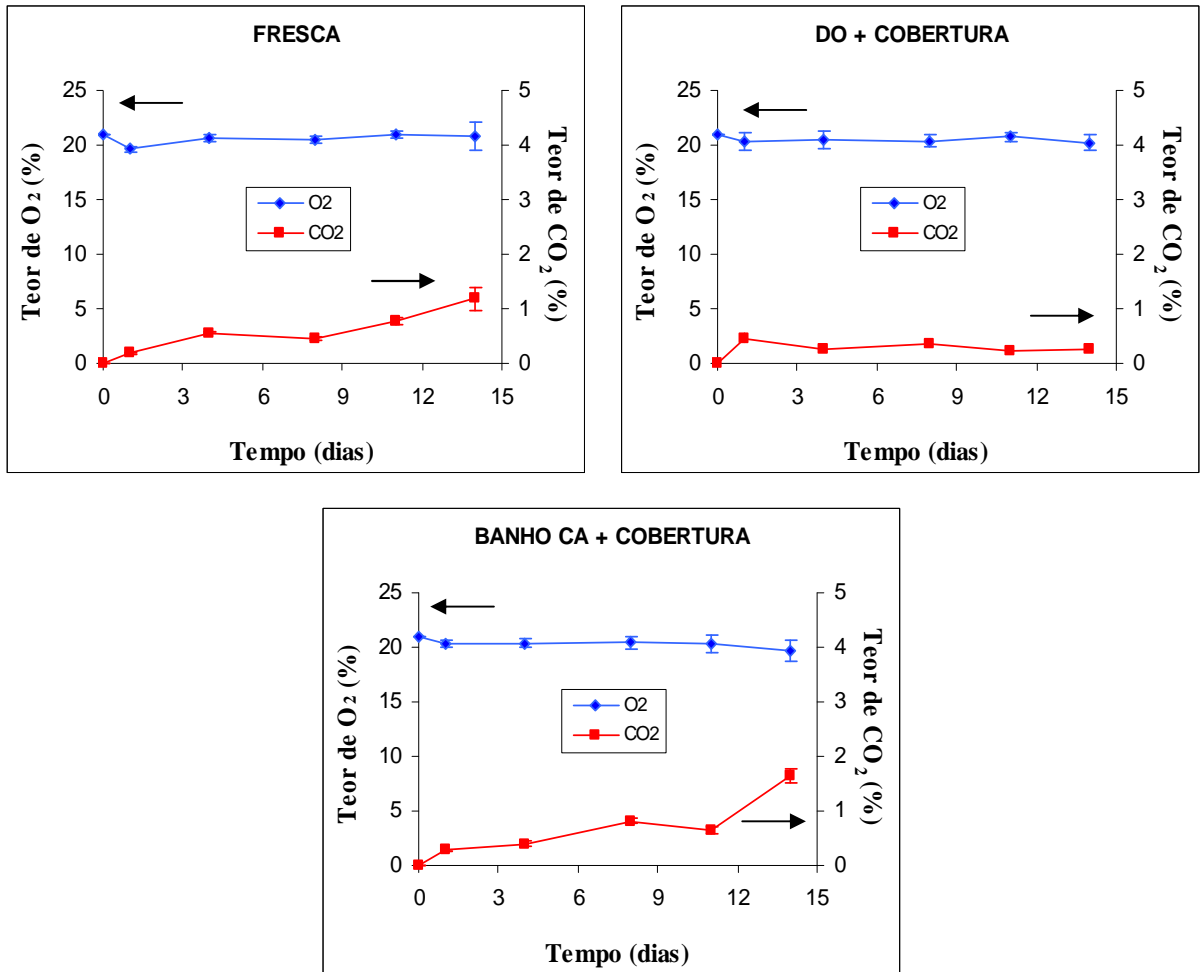 FRESCA
25
20
15
10
5
0
Teor de O2 (%)
O2
CO2
5
4
3
2
1
0
Teor de CO2 (%)
0 3 6 9 12 15
Tempo (dias)
DO + COBERTURA
25
20
15
10
5
0
Teor de O2 (%)
O2
CO2
5
4
3
2
1
0
Teor de CO2 (%)
0 3 6 9 12 15
Tempo (dias)
BANHO CA + COBERTURA
25
20
15
10
5
0
Teor de O2 (%)
O2
CO2
5
4
3
2
1
0
Teor de CO2 (%)
0 3 6 9 12 15
Tempo (dias)